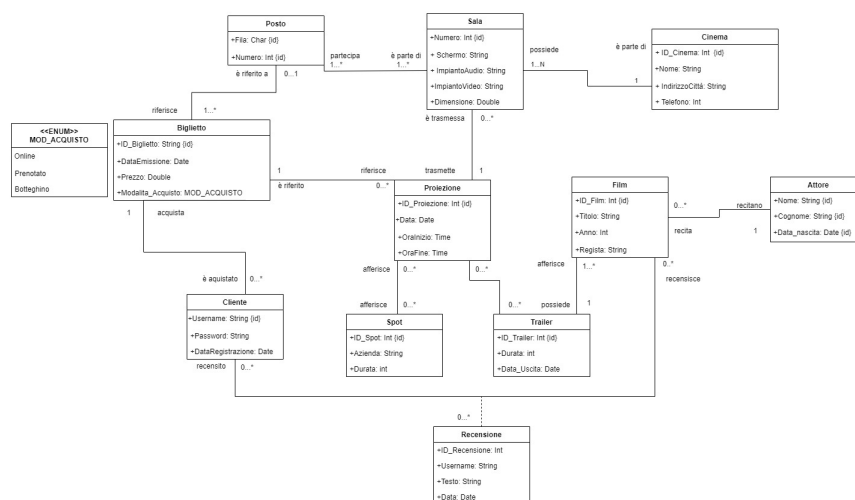 Posto
+Fila: Char {id}
+Numero: Int {id}
è riferito a
0...1
partecipa
1...*
è parte di
1...*
Sala
+Numero: Int {id}
+ Schermo: String
+ ImpiantoAudio: String
+ImpiantoVideo: String
+Dimensione: Double
possiede
1...N
è parte di
1
Cinema
+ ID_Cinema: Int {id}
+Nome: String
+ IndirizzoCittà: String
+ Telefono: Int
è trasmessa
0...*
riferisce
1...*
<<ENUM>>
MOD_ACQUISTO
Online
Prenotato
Botteghino
Biglietto
+ID_Biglietto: String {id}
+DataEmissione: Date
+Prezzo: Double
+Modalita_Acquisto: MOD_ACQUISTO
1
riferisce
è riferito
0...*
trasmette
1
Proiezione
+ID_Proiezione: Int {id}
+Data: Date
+OraInizio: Time
+OraFine: Time
Film
+ID_Film: Int {id}
+Titolo: String
+Anno: Int
+Regista: String
0...*
recitano
recita
1
Attore
+Nome: String {id}
+Cognome: String {id}
+Data_nascita: Date {id}
1
acquista
è aquistato
0...*
afferisce
0...*
0...*
afferisce
1...*
0...*
recensisce
Cliente
+Username: String {id}
+Password: String
+DataRegistrazione: Date
recensito
0...*
afferisce
0...*
0...*
possiede
1
Spot
+ID_Spot: Int {id}
+Azienda: String
+Durata: int
Trailer
+ID_Trailer: Int {id}
+Durata: int
+Data_Uscita: Date
0...*
Recensione
+ID_Recensione: Int
+Username: String
+Testo: String
+Data: Date